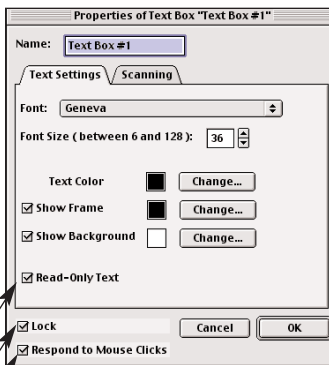 Properties of Text Box "Text Box #1"
Name: Text Box #1
Text Settings Scanning
Font: Geneva
Font Size ( between 6 and 128 ): 36
Text Color Change...
Show Frame Change...
Show Background Change...
Read-Only Text
Lock Cancel OK
Respond to Mouse Clicks